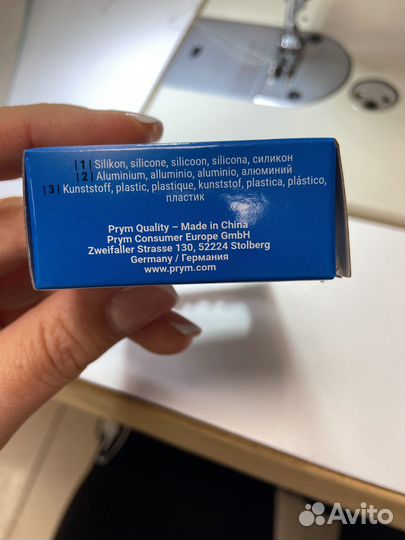 |1| Silikon, silicone, silicoon, silicona, силикон
|2| Aluminium, alluminio, aluminio, алюминий
|3| Kunststoff, plastic, plastique, kunststof, plastica, plástico,
пластик
Prym Quality – Made in China
Prym Consumer Europe GmbH
Zweifaller Strasse 130, 52224 Stolberg
Germany / Германия
www.prym.com
Avito